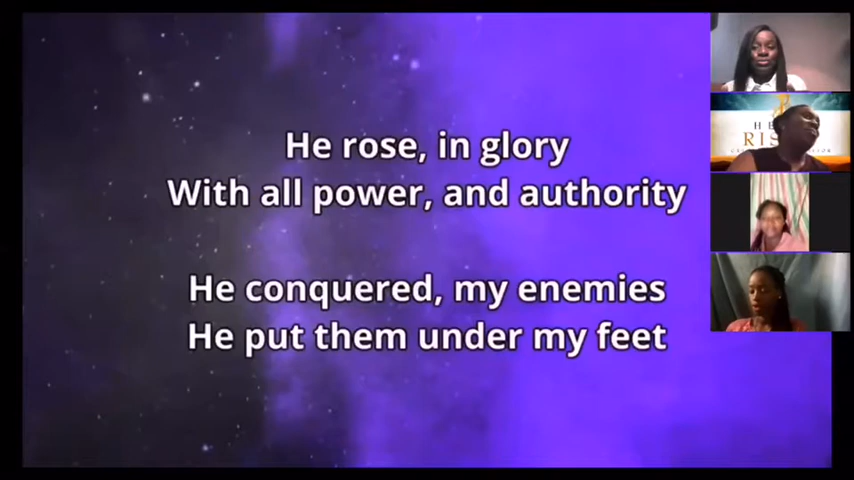 He rose, in glory
With all power, and authority
He conquered, my enemies
He put them under my feet